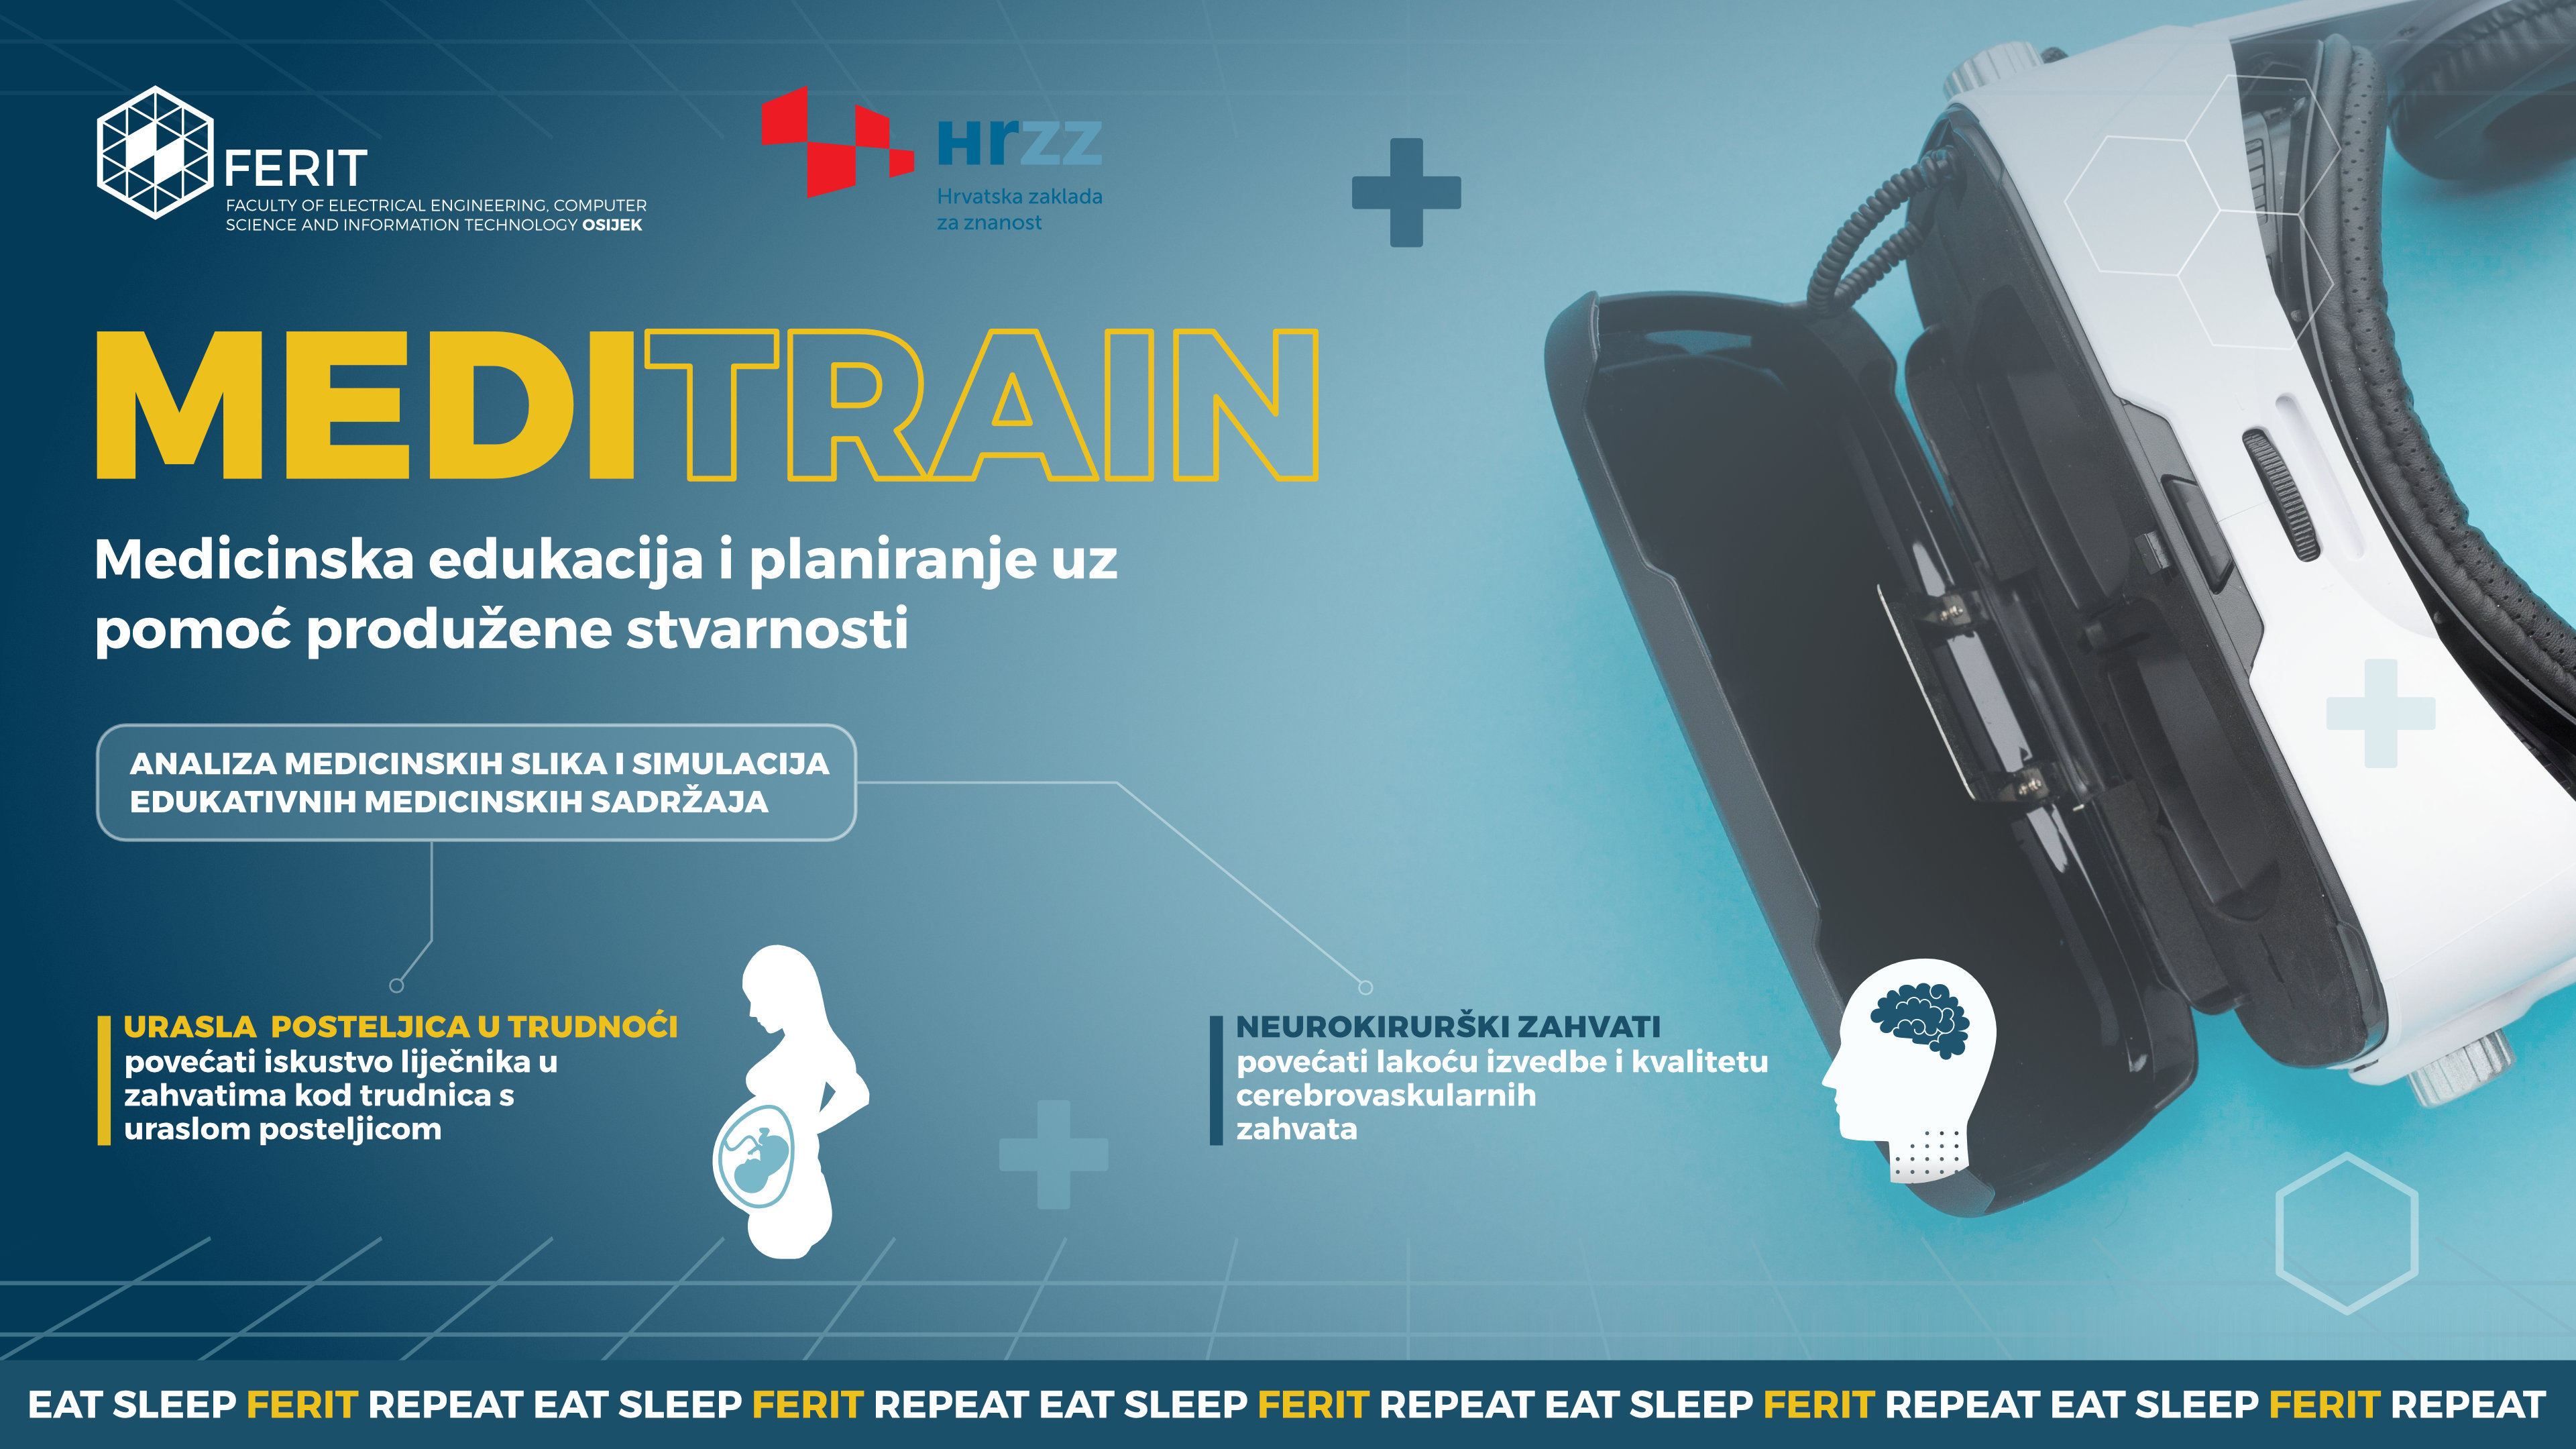 FERIT
FACULTY OF ELECTRICAL ENGINEERING, COMPUTER
SCIENCE AND INFORMATION TECHNOLOGY OSIJEK
HrZZ
Hrvatska zaklada
za znanost
MEDITRAIN
Medicinska edukacija i planiranje uz
pomoć produžene stvarnosti
ANALIZA MEDICINSKIH SLIKA I SIMULACIJA
EDUKATIVNIH MEDICINSKIH SADRŽAJA
URASLA POSTELJICA U TRUDNOĆI
povećati iskustvo liječnika u
zahvatima kod trudnica s
uraslom posteljicom
NEUROKIRURŠKI ZAHVATI
povećati lakoću izvedbe i kvalitetu
cerebrovaskularnih
zahvata
EAT SLEEP FERIT REPEAT EAT SLEEP FERIT REPEAT EAT SLEEP FERIT REPEAT EAT SLEEP FERIT REPEAT EAT SLEEP FERIT REPEAT